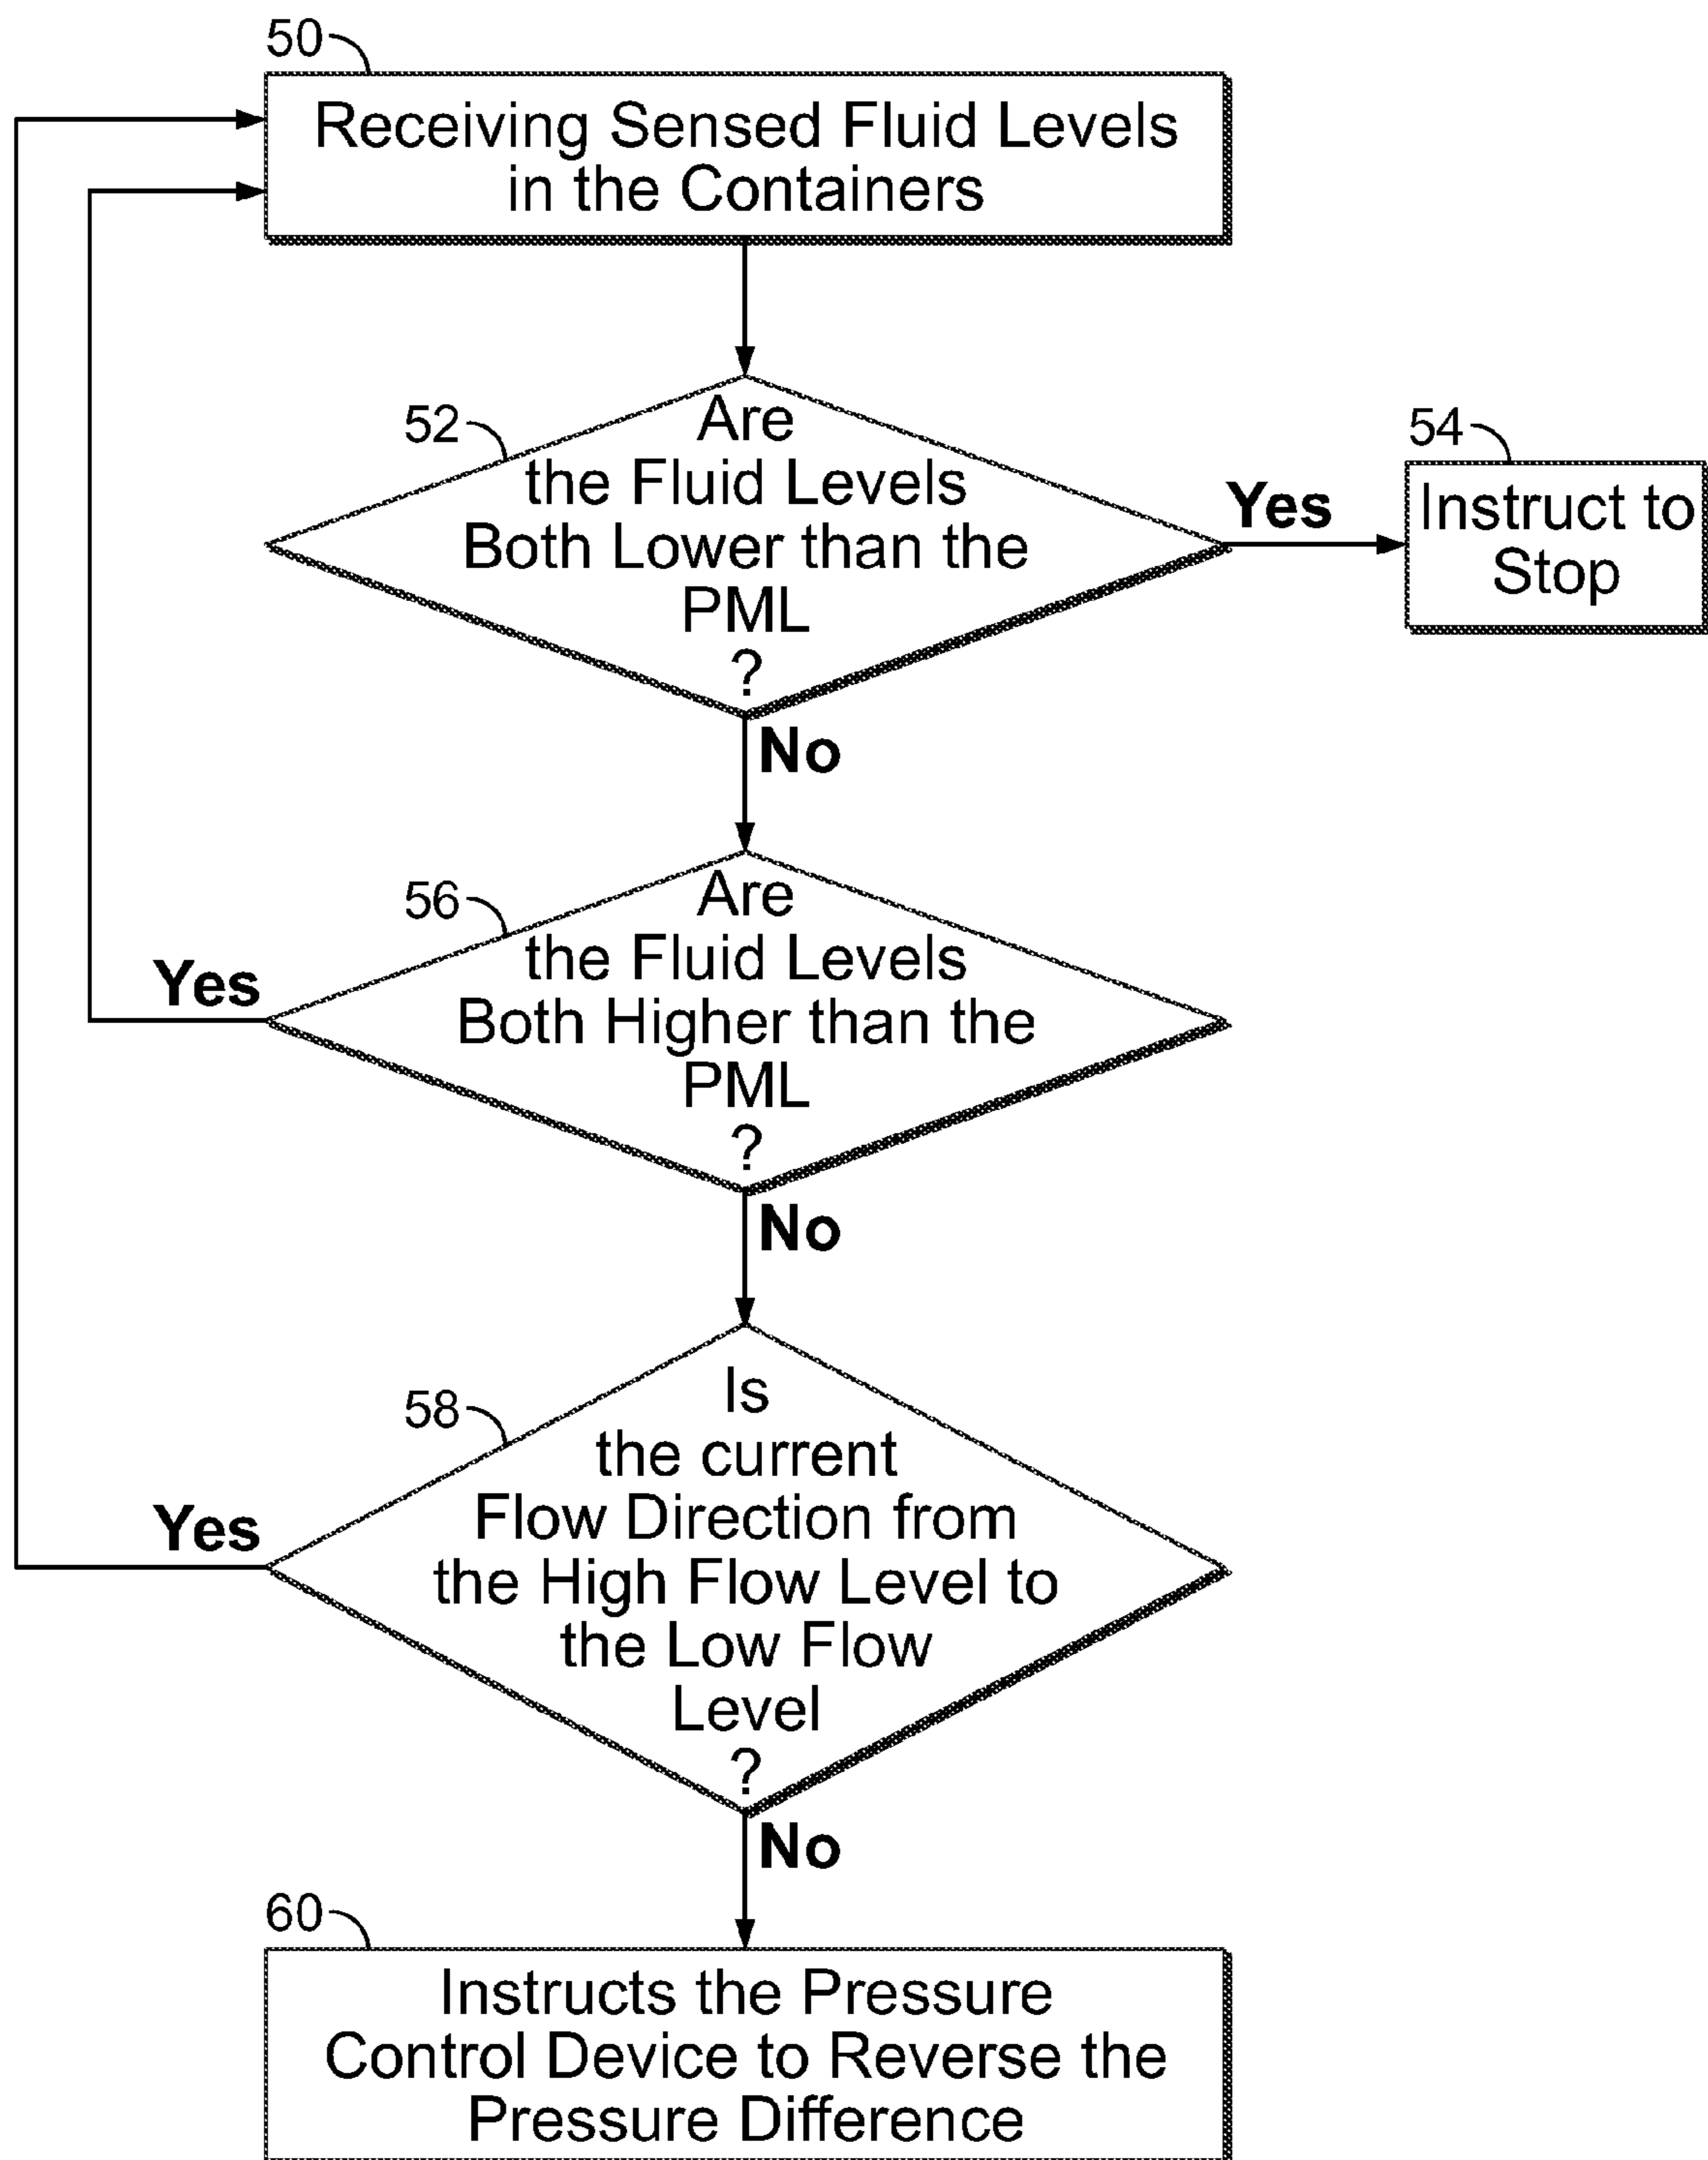 50
Receiving Sensed Fluid Levels
in the Containers
52
Are
the Fluid Levels
Both Lower than the
PML
?
Yes
54
Instruct to
Stop
No
56
Are
the Fluid Levels
Both Higher than the
PML
?
Yes
No
58
Is
the current
Flow Direction from
the High Flow Level to
the Low Flow
Level
?
Yes
No
60
Instructs the Pressure
Control Device to Reverse the
Pressure Difference